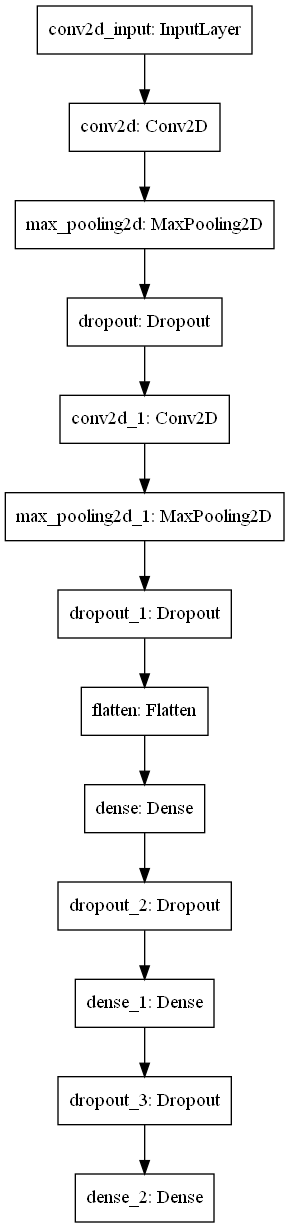 conv2d_input: InputLayer
conv2d: Conv2D
max_pooling2d: MaxPooling2D
dropout: Dropout
conv2d_1: Conv2D
max_pooling2d_1: MaxPooling2D
dropout_1: Dropout
flatten: Flatten
dense: Dense
dropout_2: Dropout
dense_1: Dense
dropout_3: Dropout
dense_2: Dense